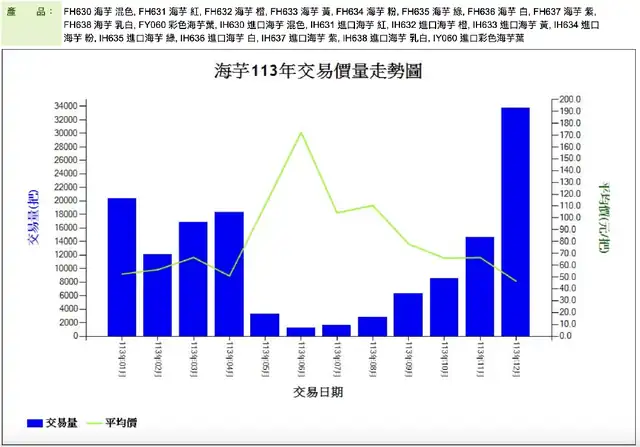 產 品： FH630 海芋 混色, FH631 海芋 紅, FH632 海芋 橙, FH633 海芋 黃, FH634 海芋 粉, FH635 海芋 綠, FH636 海芋 白, FH637 海芋 紫,
FH638 海芋 乳白, FY060 彩色海芋葉, IH630 進口海芋 混色, IH631 進口海芋 紅, IH632 進口海芋 橙, IH633 進口海芋 黃, IH634 進口
海芋 粉, IH635 進口海芋 綠, IH636 進口海芋 白, IH637 進口海芋 紫, IH638 進口海芋 乳白, IY060 進口彩色海芋葉
海芋113年交易價量走勢圖
交易量(把)
34000
32000
30000
28000
26000
24000
22000
20000
18000
16000
14000
12000
10000
8000
6000
4000
2000
0
200.0
190.0
180.0
170.0
160.0
150.0
140.0
130.0
120.0
110.0
100.0
90.0
80.0
70.0
60.0
50.0
40.0
30.0
20.0
10.0
0.0
平均價(元/把)
113年01月
113年02月
113年03月
113年04月
113年05月
113年06月
113年07月
113年08月
113年09月
113年10月
113年11月
113年12月
交易日期
交易量 平均價